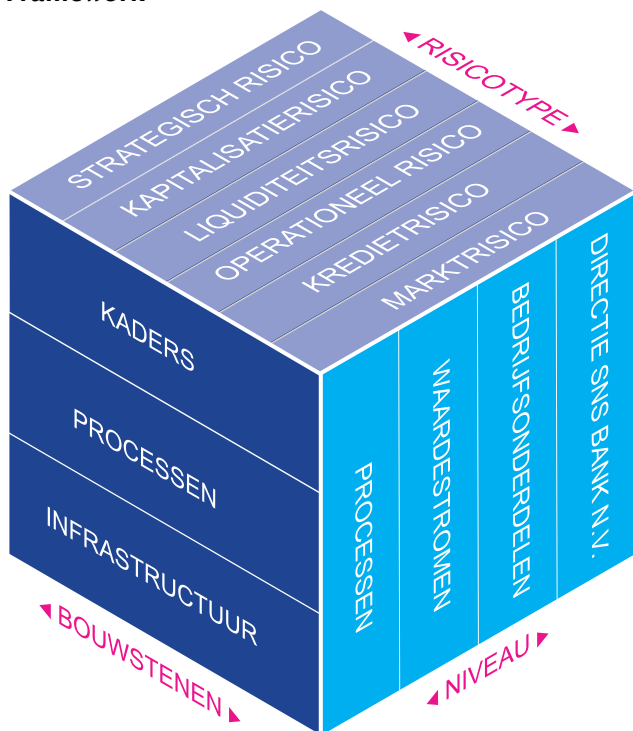 Framework
RISICOTYPE
STRATEGISCH RISICO
KAPITALISATIERISICO
LIQUIDITEITSRISICO
OPERATIONEEL RISICO
KREDIETRISICO
MARKTRISICO
KADERS
PROCESSEN
INFRASTRUCTUUR
BOUWSTENEN
PROCESSEN
WAARDESTROMEN
BEDRIJFSONDERDELEN
DIRECTIE SNS BANK N.V.
NIVEAU